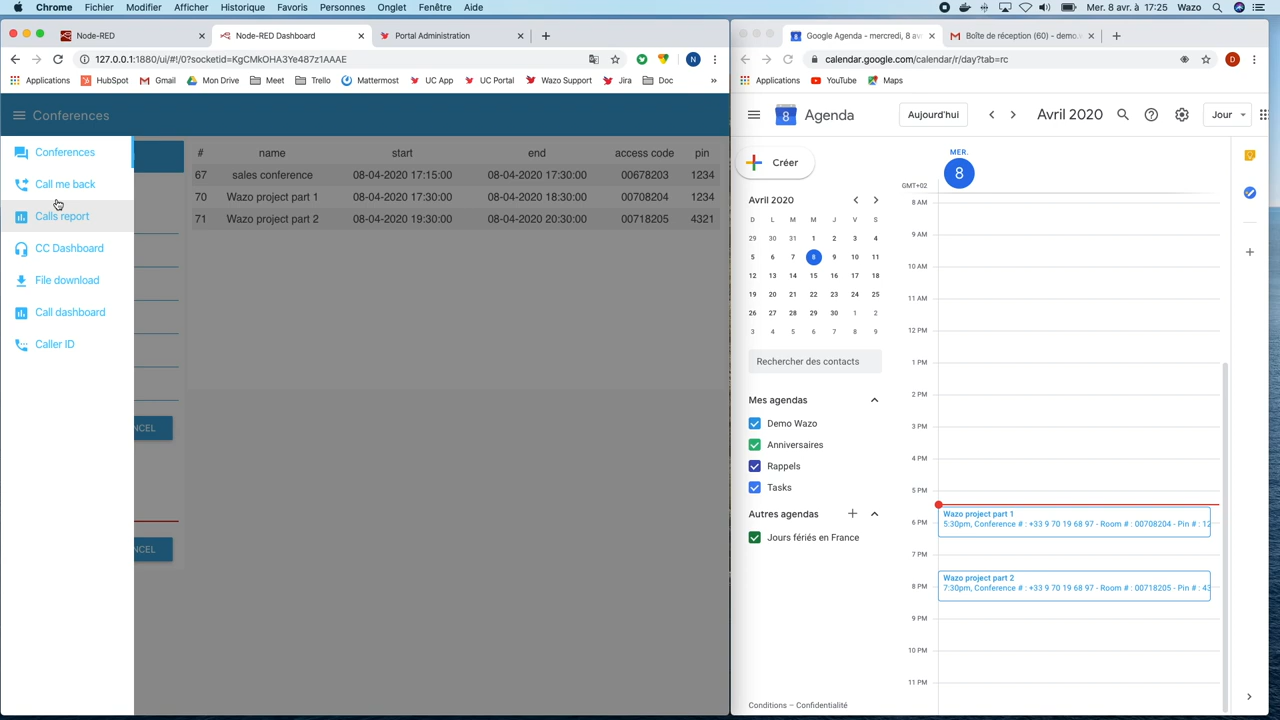 Chrome Fichier Modifier Afficher Historique Favoris Personnes Onglet Fenêtre Aide Mer. 8 avr. à 17:25 Wazo
Node-RED × Node-RED Dashboard × Portal Administration × +
127.0.0.1:1880/ui/#!/0?socketid=KgCMkOHA3Ye487z1AAAE N
Applications HubSpot Gmail Mon Drive Meet Trello Mattermost UC App UC Portal Wazo Support Jira Doc »
Conferences
Conferences
Call me back
Calls report
CC Dashboard
File download
Call dashboard
Caller ID
NCEL
NCEL
# name start end access code pin
67 sales conference 08-04-2020 17:15:00 08-04-2020 17:30:00 00678203 1234
70 Wazo project part 1 08-04-2020 17:30:00 08-04-2020 18:30:00 00708204 1234
71 Wazo project part 2 08-04-2020 19:30:00 08-04-2020 20:30:00 00718205 4321
Google Agenda - mercredi, 8 av × Boîte de réception (60) - demo.w × +
calendar.google.com/calendar/r/day?tab=rc D
Applications YouTube Maps
8 Agenda Aujourd'hui Avril 2020 Jour
Créer
Avril 2020
D L M M J V S
29 30 31 1 2 3 4
5 6 7 8 9 10 11
12 13 14 15 16 17 18
19 20 21 22 23 24 25
26 27 28 29 30 1 2
3 4 5 6 7 8 9
Rechercher des contacts
Mes agendas
Demo Wazo
Anniversaires
Rappels
Tasks
Autres agendas +
Jours fériés en France
Conditions – Confidentialité
MER.
8
GMT+02
8 AM
9 AM
10 AM
11 AM
12 PM
1 PM
2 PM
3 PM
4 PM
5 PM
Wazo project part 1
6 PM 5:30pm, Conference # : +33 9 70 19 68 97 - Room # : 00708204 - Pin # : 12
7 PM
Wazo project part 2
8 PM 7:30pm, Conference # : +33 9 70 19 68 97 - Room # : 00718205 - Pin # : 43
9 PM
10 PM
11 PM